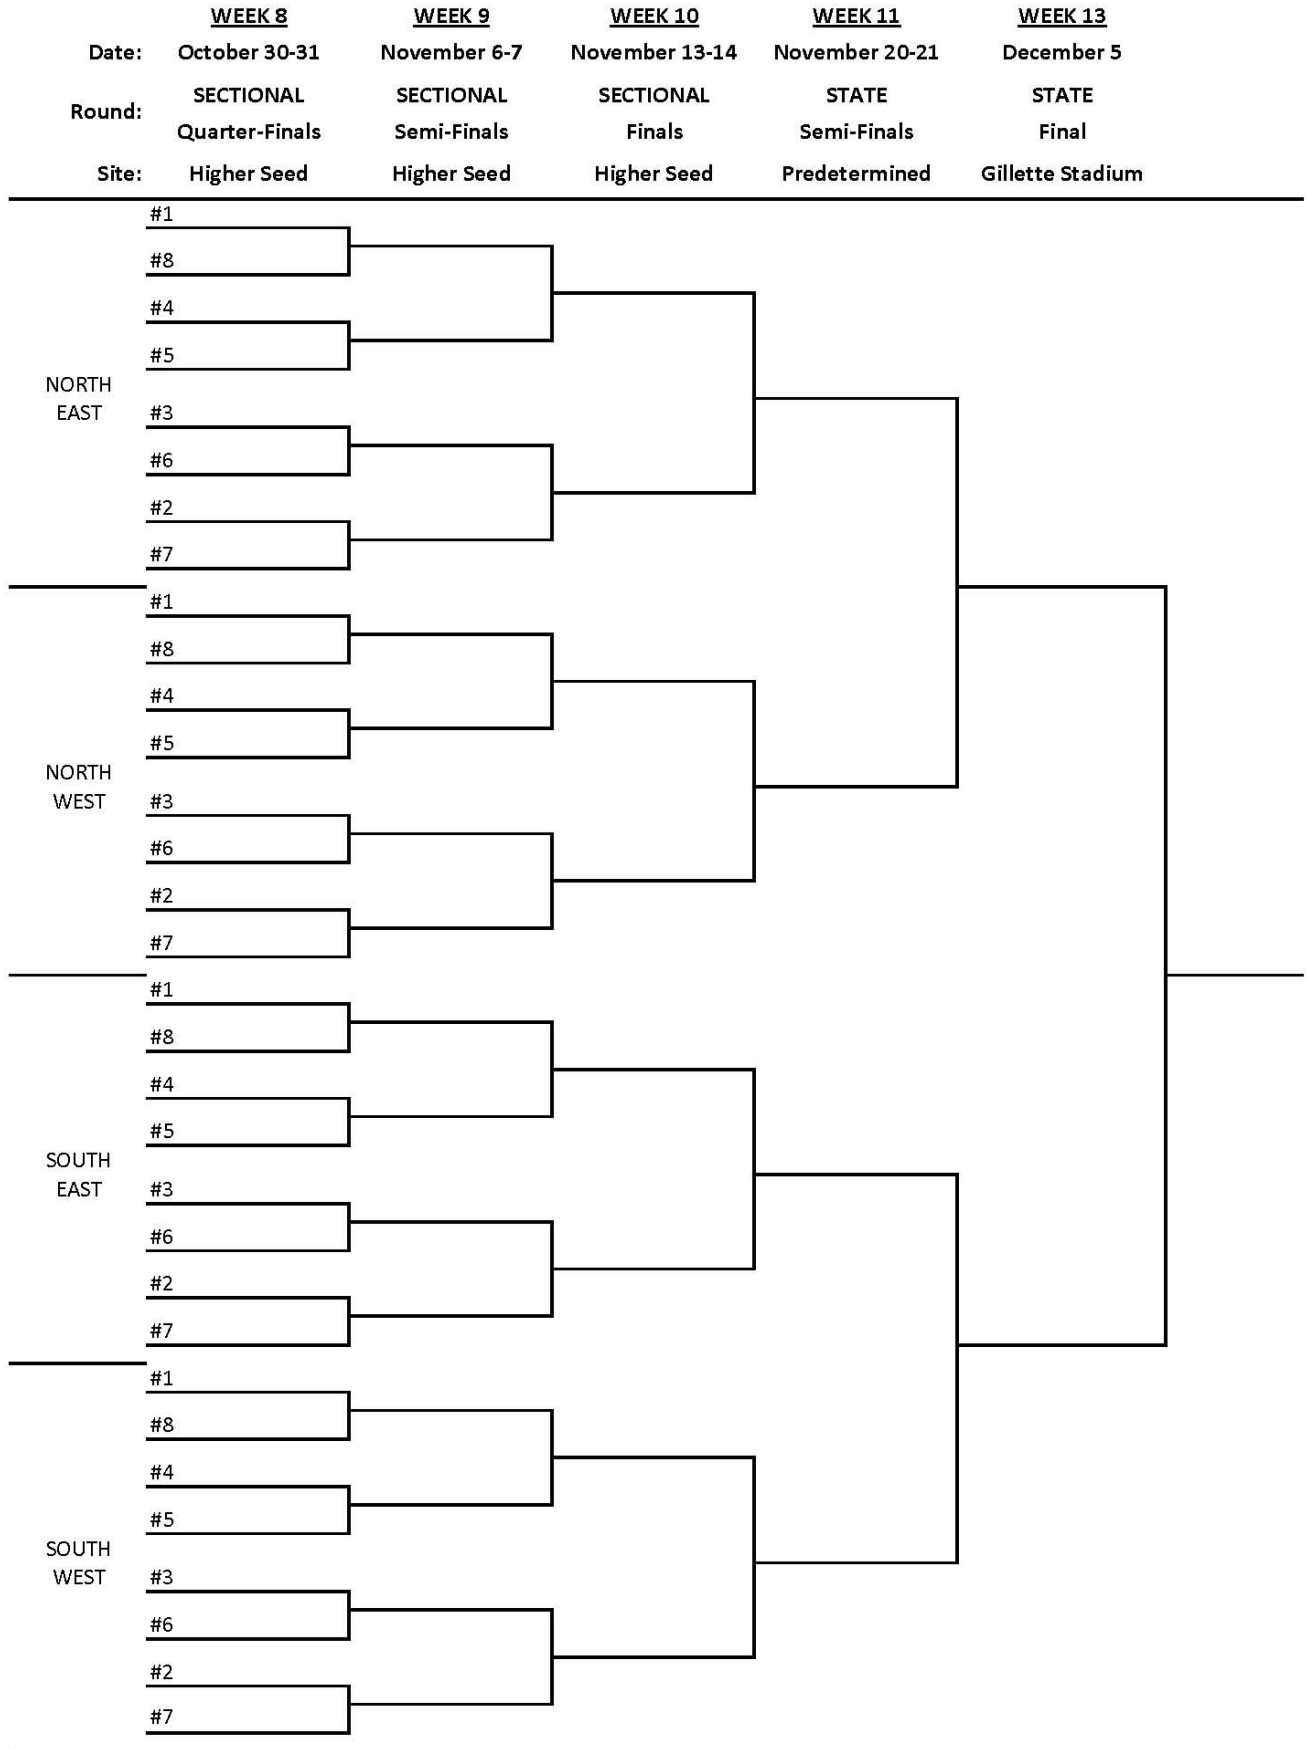 WEEK 8 WEEK 9 WEEK 10 WEEK 11 WEEK 13
Date: October 30-31 November 6-7 November 13-14 November 20-21 December 5
SECTIONAL SECTIONAL SECTIONAL STATE STATE
Round:
Quarter-Finals Semi-Finals Finals Semi-Finals Final
Site: Higher Seed Higher Seed Higher Seed Predetermined Gillette Stadium
#1
#8
#4
#5
NORTH
EAST
#3
#6
#2
#7
#1
#8
#4
#5
NORTH
WEST
#3
#6
#2
#7
#1
#8
#4
#5
SOUTH
EAST
#3
#6
#2
#7
#1
#8
#4
#5
SOUTH
WEST
#3
#6
#2
#7